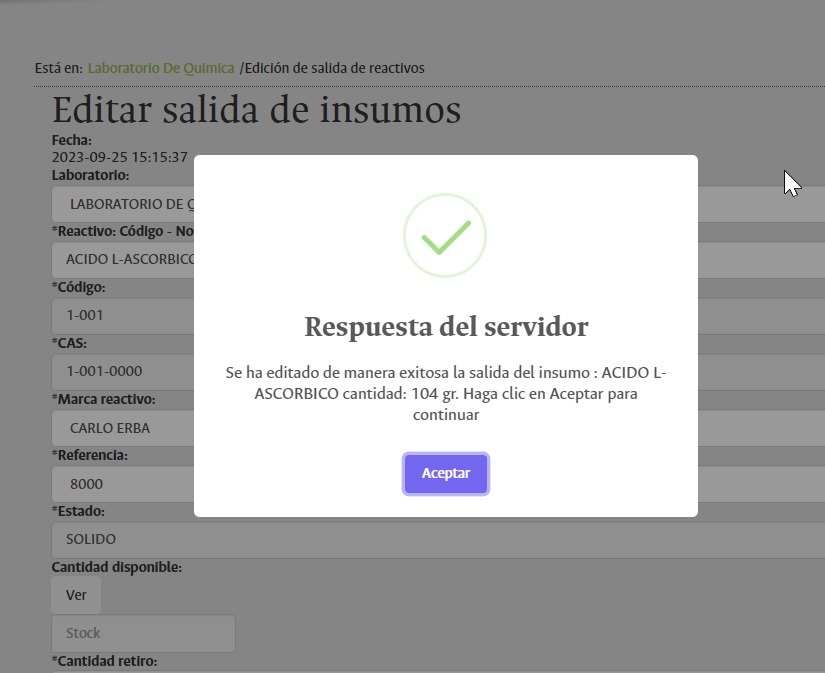 Está en: Laboratorio De Quimica /Edición de salida de reactivos
Editar salida de insumos
Fecha:
2023-09-25 15:15:37
Laboratorio:
LABORATORIO DE
*Reactivo: Código - No
ACIDO L-ASCORBICO
*Código:
1-001
*CAS:
1-001-0000
*Marca reactivo:
CARLO ERBA
*Referencia:
8000
*Estado:
SOLIDO
Cantidad disponible:
Ver
Stock
*Cantidad retiro:
Respuesta del servidor
Se ha editado de manera exitosa la salida del insumo : ACIDO L-
ASCORBICO cantidad: 104 gr. Haga clic en Aceptar para
continuar
Aceptar